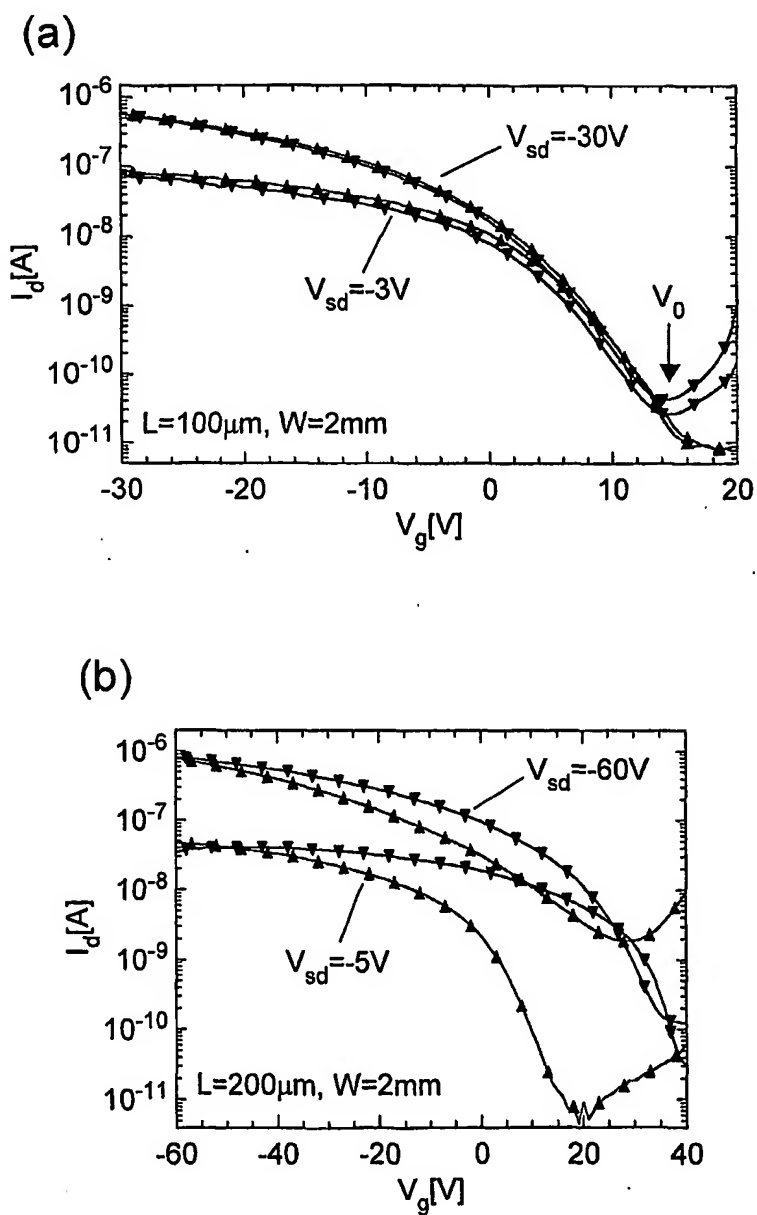 (a)
10⁻⁶
10⁻⁷
10⁻⁸
10⁻⁹
10⁻¹⁰
10⁻¹¹
I_d[A]
V_sd=-30V
V_sd=-3V
V_0
L=100μm, W=2mm
-30 -20 -10 0 10 20
V_g[V]
(b)
10⁻⁶
10⁻⁷
10⁻⁸
10⁻⁹
10⁻¹⁰
10⁻¹¹
I_d[A]
V_sd=-60V
V_sd=-5V
L=200μm, W=2mm
-60 -40 -20 0 20 40
V_g[V]